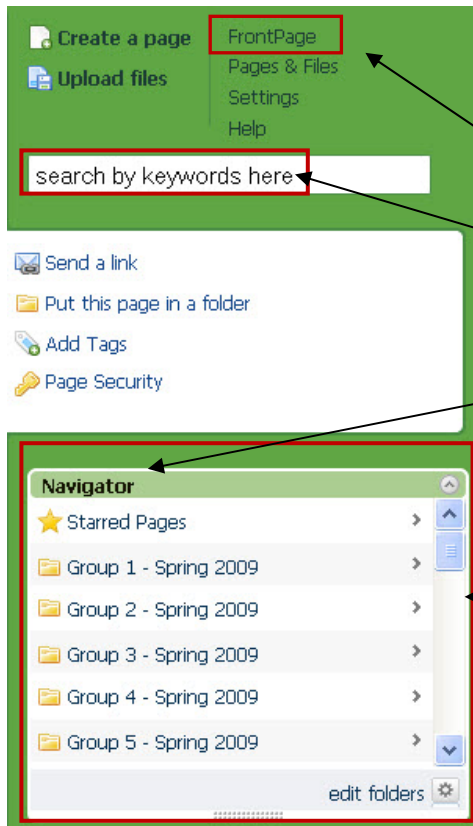 Create a page
Upload files
FrontPage
Pages & Files
Settings
Help
search by keywords here
Send a link
Put this page in a folder
Add Tags
Page Security
Navigator
Starred Pages
Group 1 - Spring 2009
Group 2 - Spring 2009
Group 3 - Spring 2009
Group 4 - Spring 2009
Group 5 - Spring 2009
edit folders